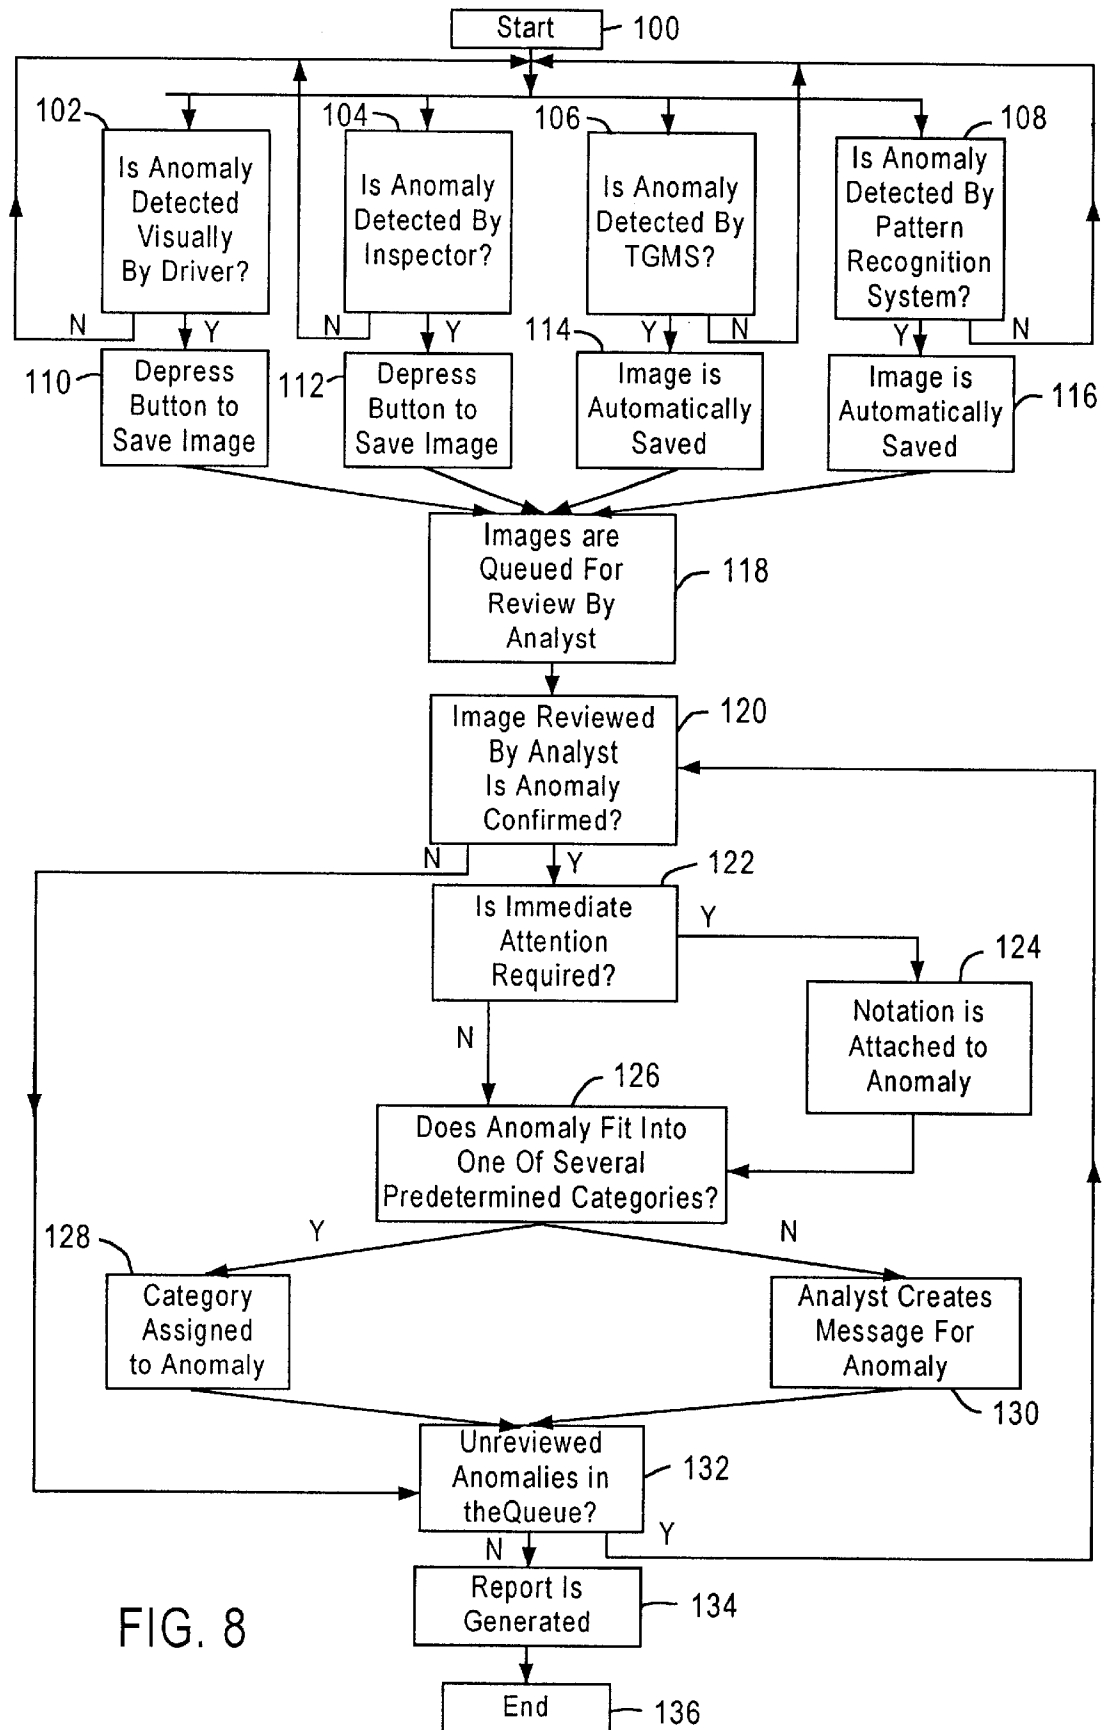 Start
100
102
Is Anomaly
Detected
Visually
By Driver?
N
Y
104
Is Anomaly
Detected By
Inspector?
N
Y
106
Is Anomaly
Detected By
TGMS?
Y
N
108
Is Anomaly
Detected By
Pattern
Recognition
System?
Y
N
110
Depress
Button to
Save Image
112
Depress
Button to
Save Image
114
Image is
Automatically
Saved
Image is
Automatically
Saved
116
Images are
Queued For
Review By
Analyst
118
Image Reviewed
By Analyst
Is Anomaly
Confirmed?
120
N
Y
Is Immediate
Attention
Required?
122
Y
N
124
Notation is
Attached to
Anomaly
126
Does Anomaly Fit Into
One Of Several
Predetermined Categories?
Y
N
128
Category
Assigned
to Anomaly
Analyst Creates
Message For
Anomaly
130
Unreviewed
Anomalies in
theQueue?
132
N
Y
Report Is
Generated
134
End
136
FIG. 8